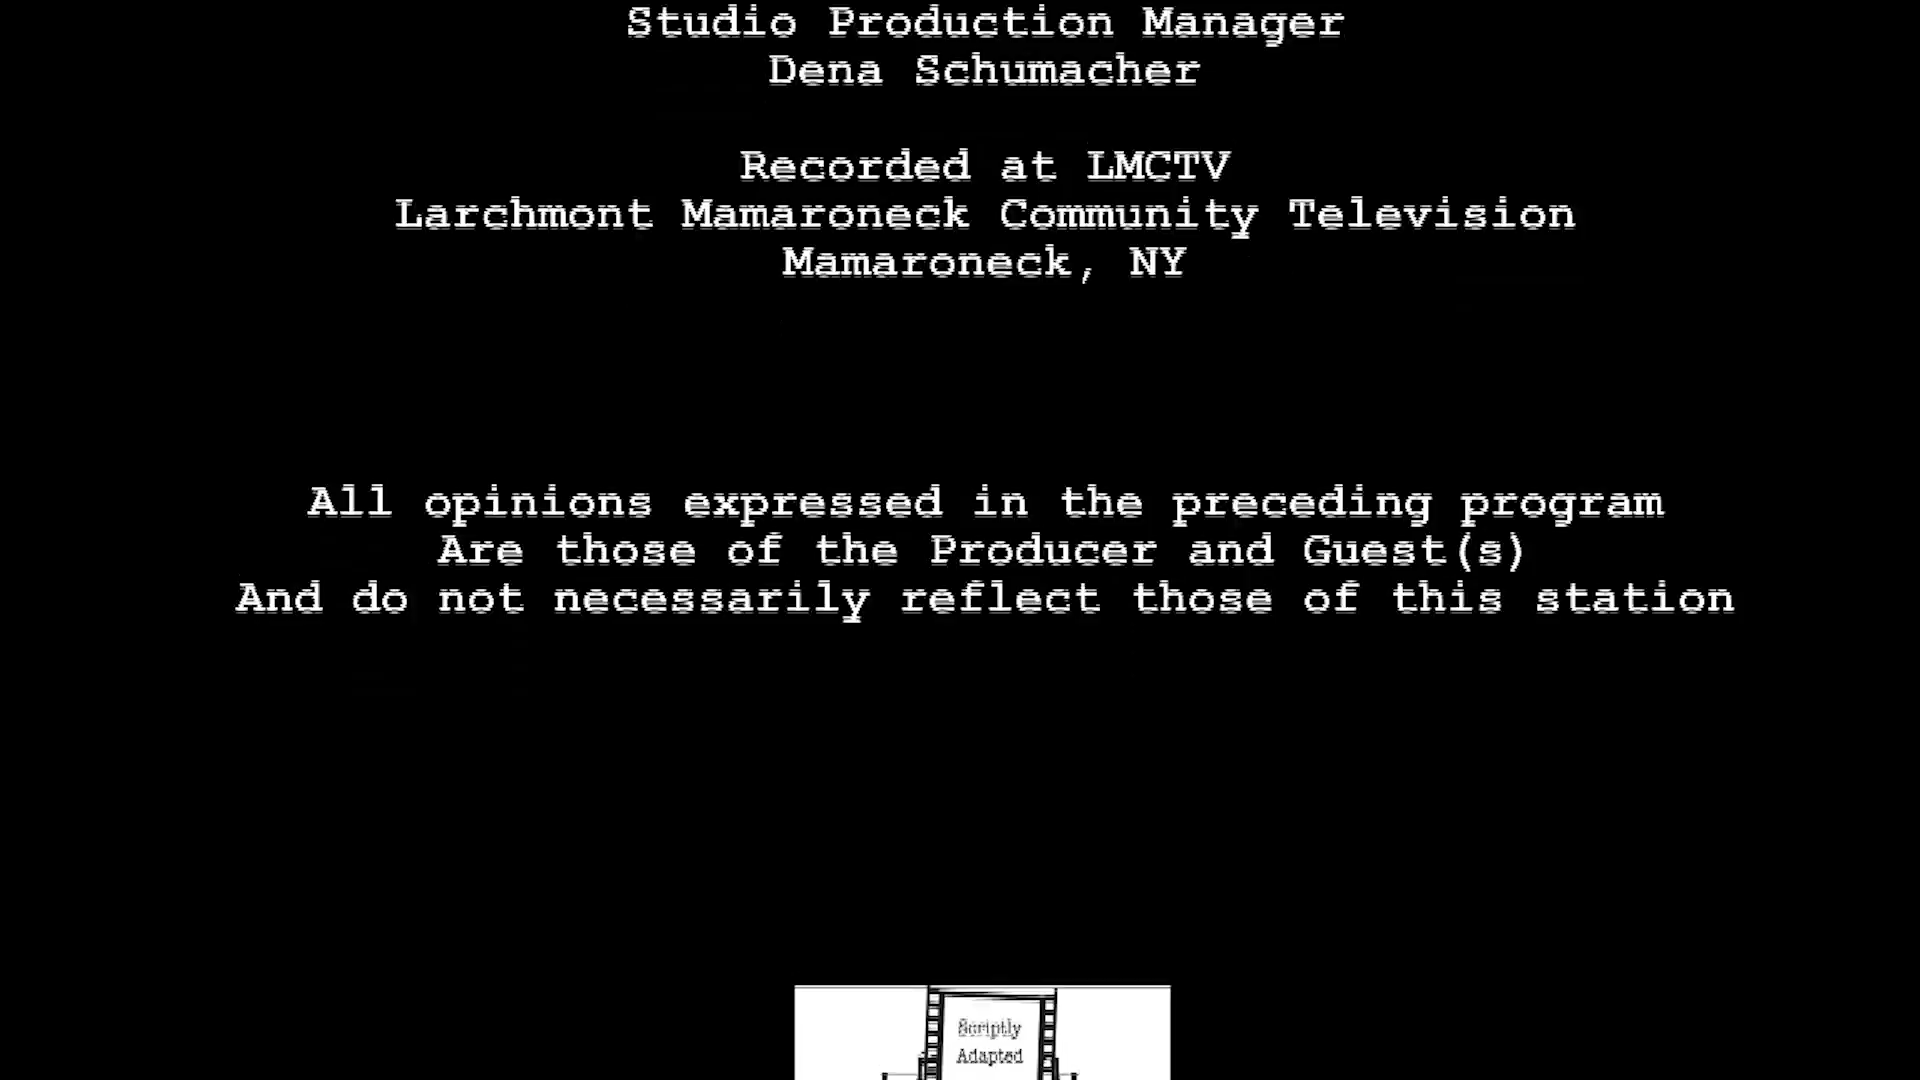 Studio Production Manager
Dena Schumacher
Recorded at LMCTV
Larchmont Mamaroneck Community Television
Mamaroneck, NY
All opinions expressed in the preceding program
Are those of the Producer and Guest(s)
And do not necessarily reflect those of this station
Scriptly
Adapted